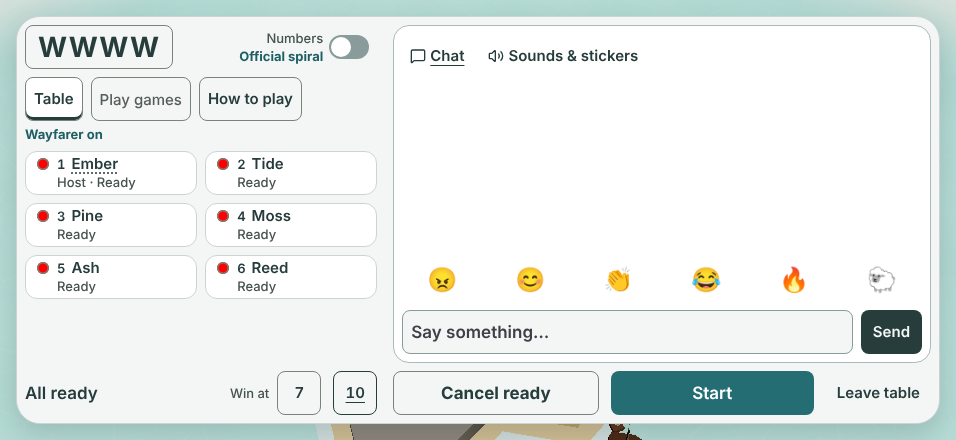 WWWW
Numbers
Official spiral
Table
Play games
How to play
Wayfarer on
1 Ember
Host · Ready
2 Tide
Ready
3 Pine
Ready
4 Moss
Ready
5 Ash
Ready
6 Reed
Ready
All ready
Win at
7
10
Chat
Sounds & stickers
Say something...
Send
Cancel ready
Start
Leave table